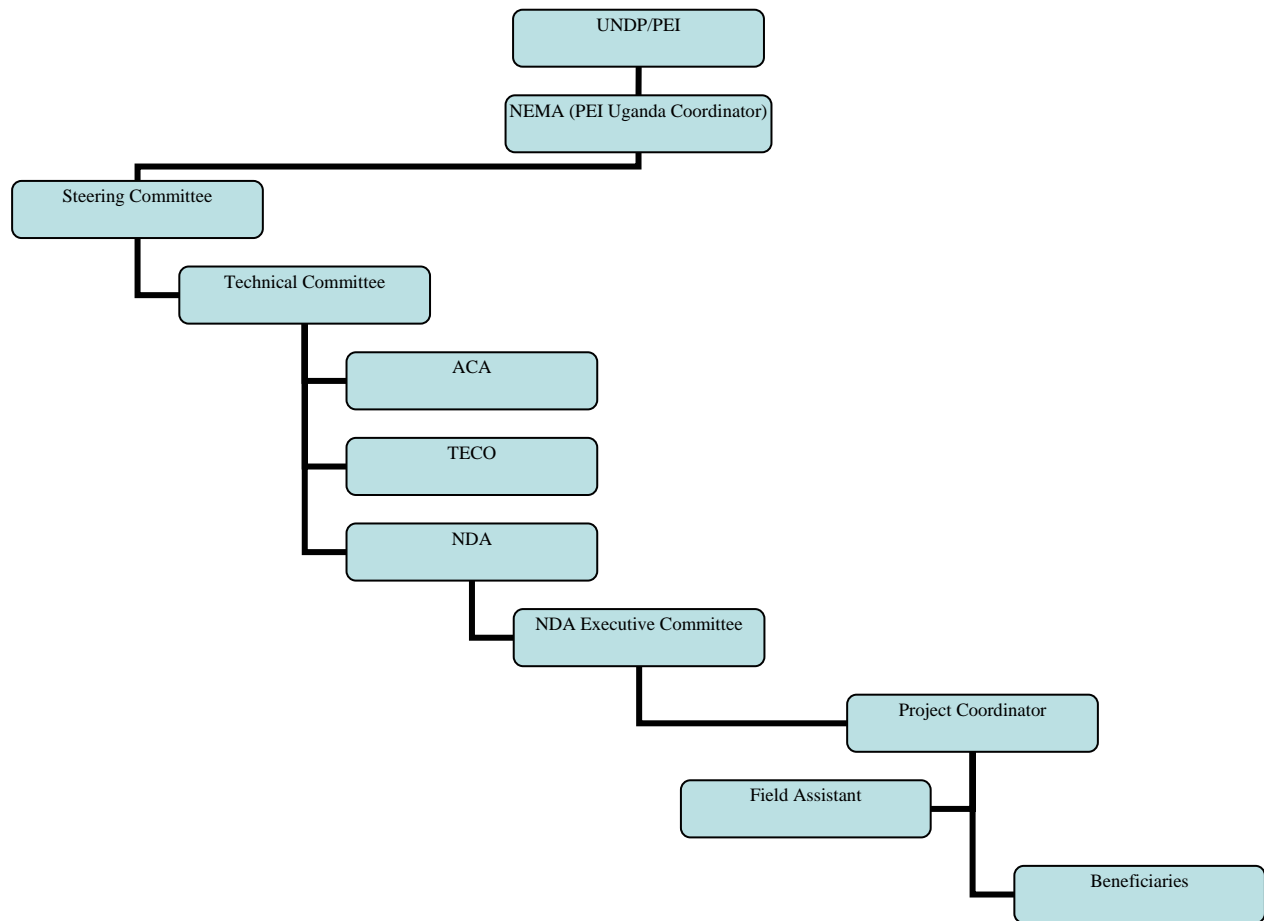 UNDP/PEI
NEMA (PEI Uganda Coordinator)
Steering Committee
Technical Committee
ACA
TECO
NDA
NDA Executive Committee
Project Coordinator
Field Assistant
Beneficiaries